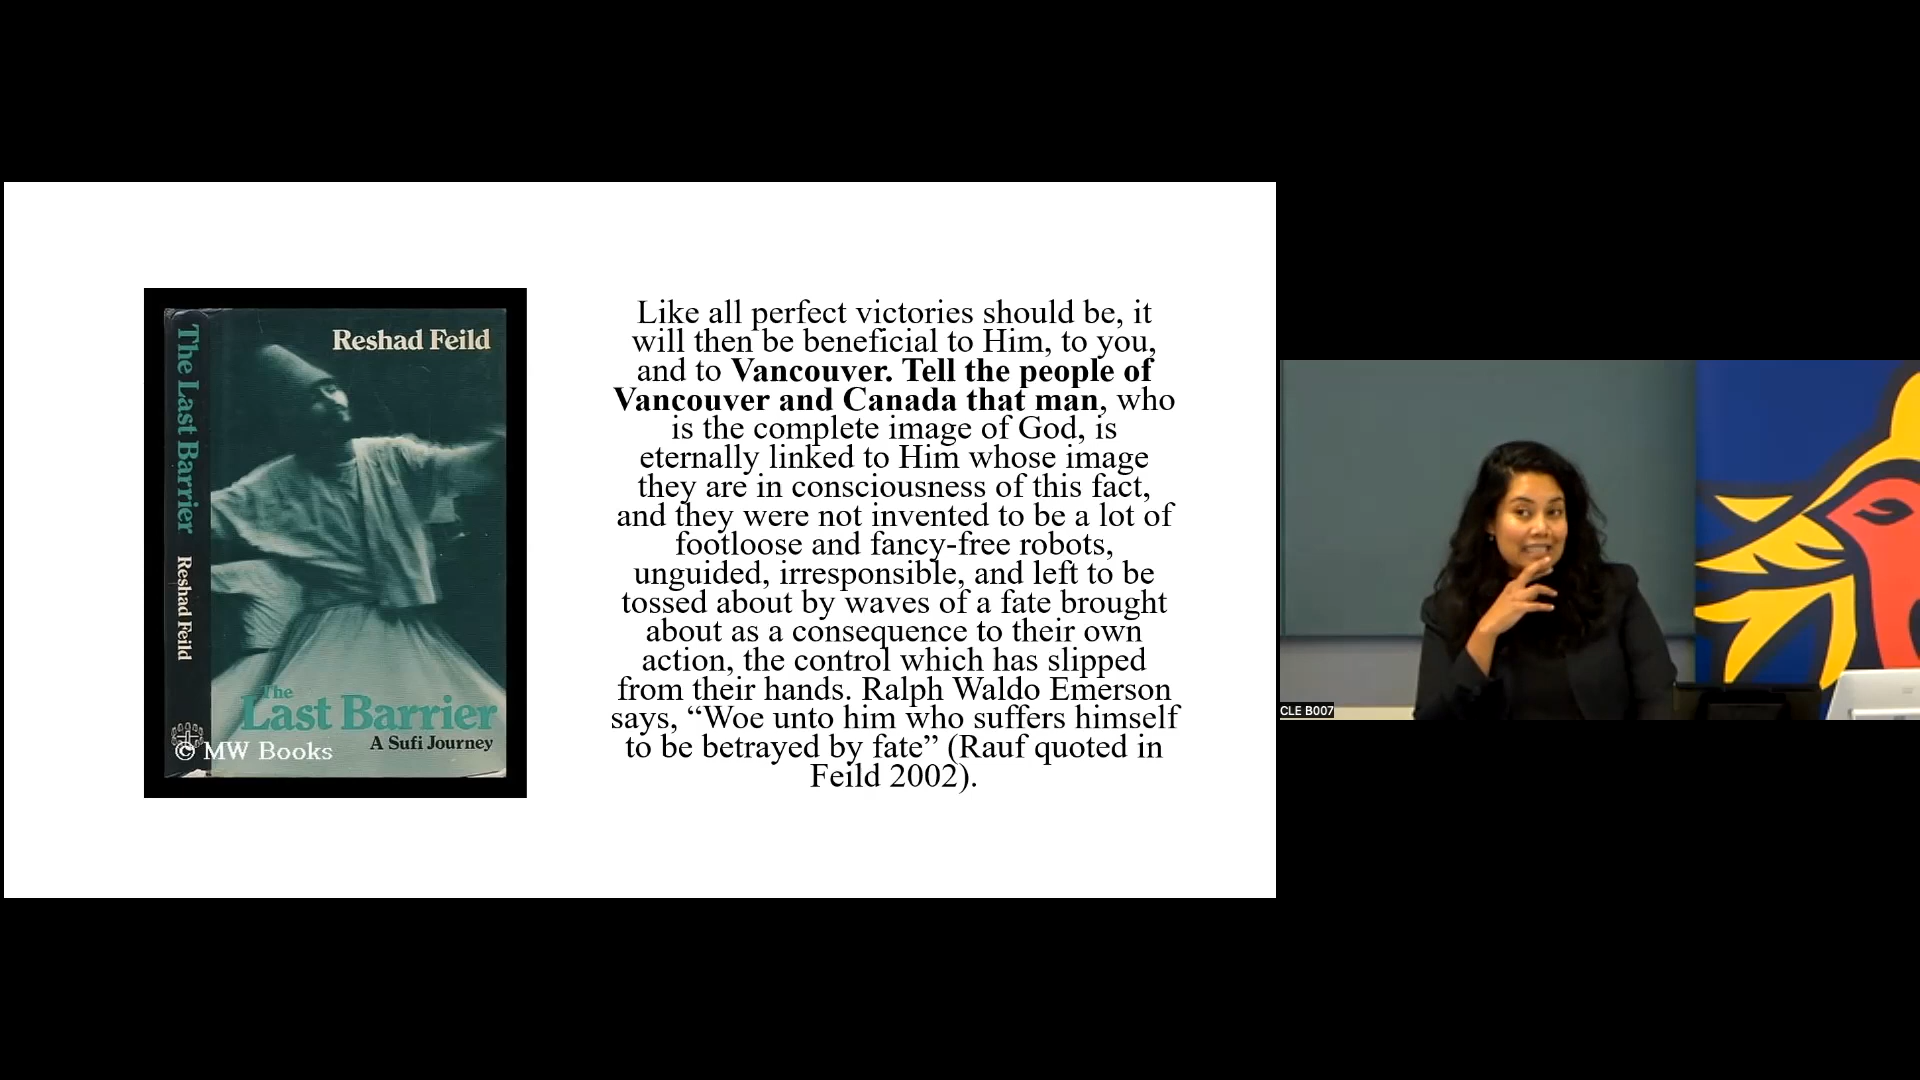 The Last Barrier
Reshad Feild
Reshad Feild
The
Last Barrier
A Sufi Journey
© MW Books
Like all perfect victories should be, it
will then be beneficial to Him, to you,
and to Vancouver. Tell the people of
Vancouver and Canada that man, who
is the complete image of God, is
eternally linked to Him whose image
they are in consciousness of this fact,
and they were not invented to be a lot of
footloose and fancy-free robots,
unguided, irresponsible, and left to be
tossed about by waves of a fate brought
about as a consequence to their own
action, the control which has slipped
from their hands. Ralph Waldo Emerson
says, “Woe unto him who suffers himself
to be betrayed by fate” (Rauf quoted in
Feild 2002).
CLE B007